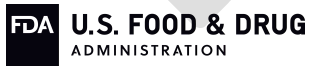 FDA U.S. FOOD & DRUG
ADMINISTRATION